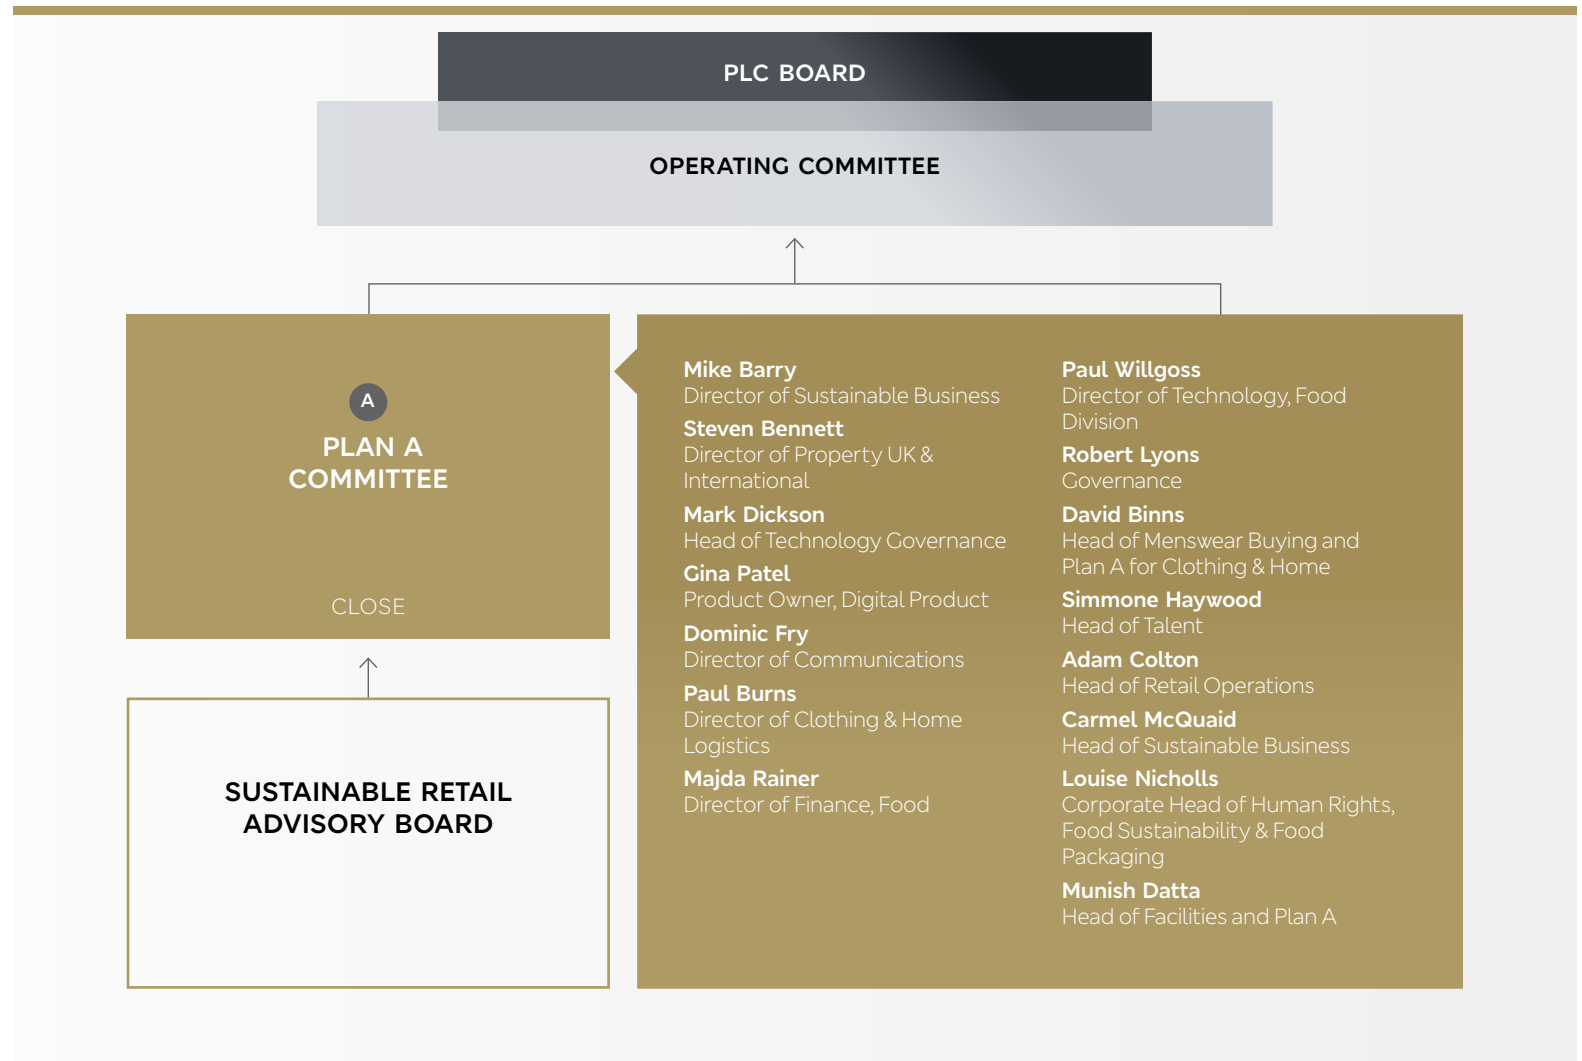 PLC BOARD
OPERATING COMMITTEE
A
PLAN A
COMMITTEE
CLOSE
SUSTAINABLE RETAIL
ADVISORY BOARD
Mike Barry
Director of Sustainable Business
Steven Bennett
Director of Property UK &
International
Mark Dickson
Head of Technology Governance
Gina Patel
Product Owner, Digital Product
Dominic Fry
Director of Communications
Paul Burns
Director of Clothing & Home
Logistics
Majda Rainer
Director of Finance, Food
Paul Willgoss
Director of Technology, Food
Division
Robert Lyons
Governance
David Binns
Head of Menswear Buying and
Plan A for Clothing & Home
Simmone Haywood
Head of Talent
Adam Colton
Head of Retail Operations
Carmel McQuaid
Head of Sustainable Business
Louise Nicholls
Corporate Head of Human Rights,
Food Sustainability & Food
Packaging
Munish Datta
Head of Facilities and Plan A